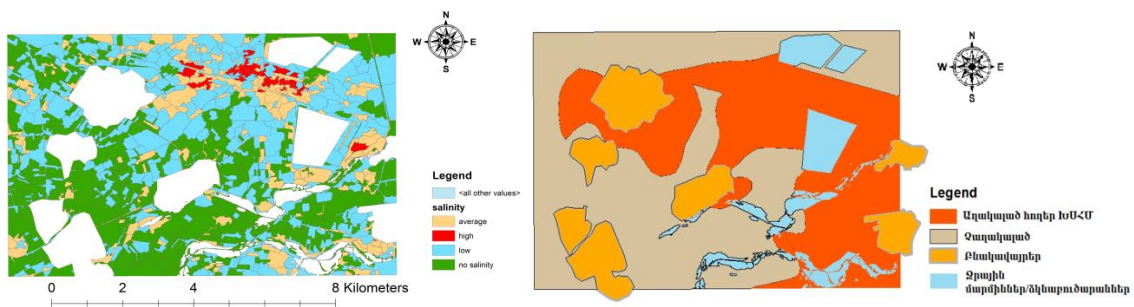 N
W E
S
Legend
<all other values>
salinity
average
high
low
no salinity
0 2 4 6 8 Kilometers
N
W E
S
Legend
Աղակալած հողեր ԽՍՀՄ
Չաղակալած
Բնակավայրեր
Ջրային
մարմիններ/ձկնաբուծարաններ